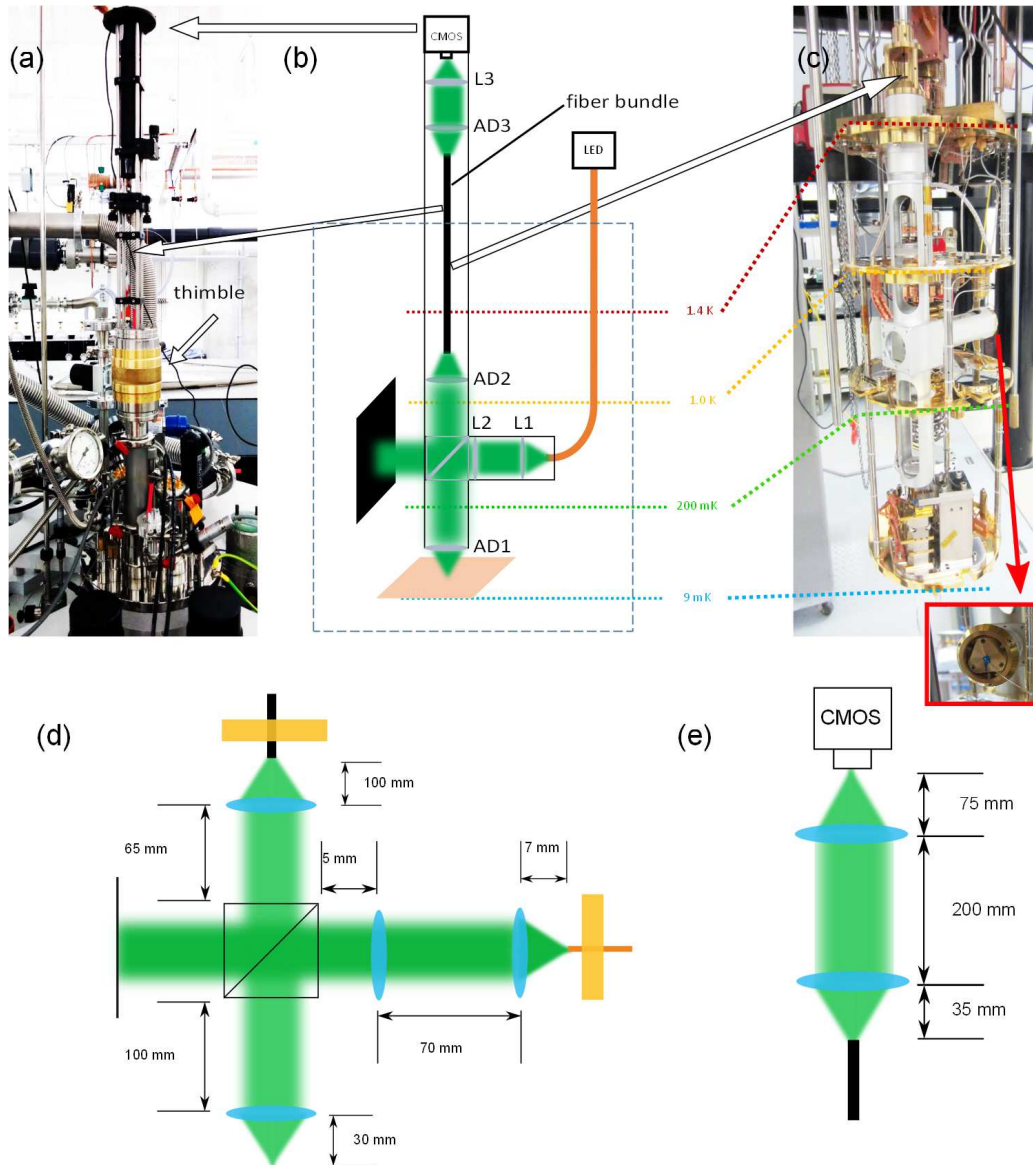 (a)
thimble
(b)
CMOS
L3
AD3
fiber bundle
LED
1.4 K
AD2
1.0 K
L2
L1
200 mK
AD1
9 mK
(c)
(d)
100 mm
65 mm
5 mm
7 mm
100 mm
70 mm
30 mm
(e)
CMOS
75 mm
200 mm
35 mm